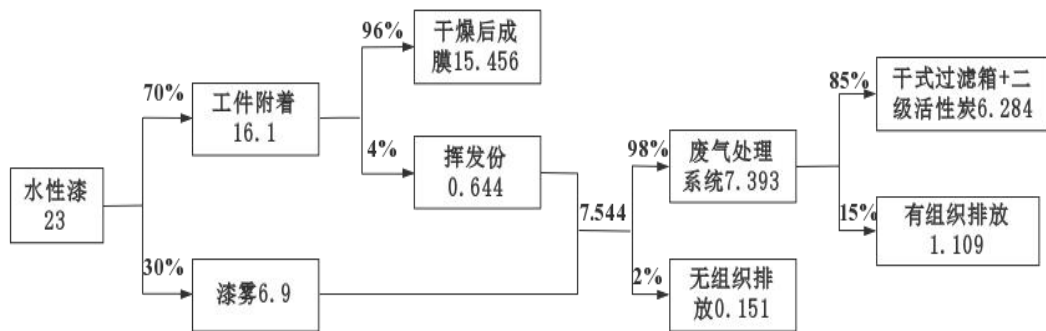 水性漆
23
70%
30%
工件附着
16.1
漆雾6.9
96%
4%
干燥后成
膜15.456
挥发份
0.644
7.544
98%
2%
废气处理
系统7.393
无组织排
放0.151
85%
15%
干式过滤箱+二
级活性炭6.284
有组织排放
1.109